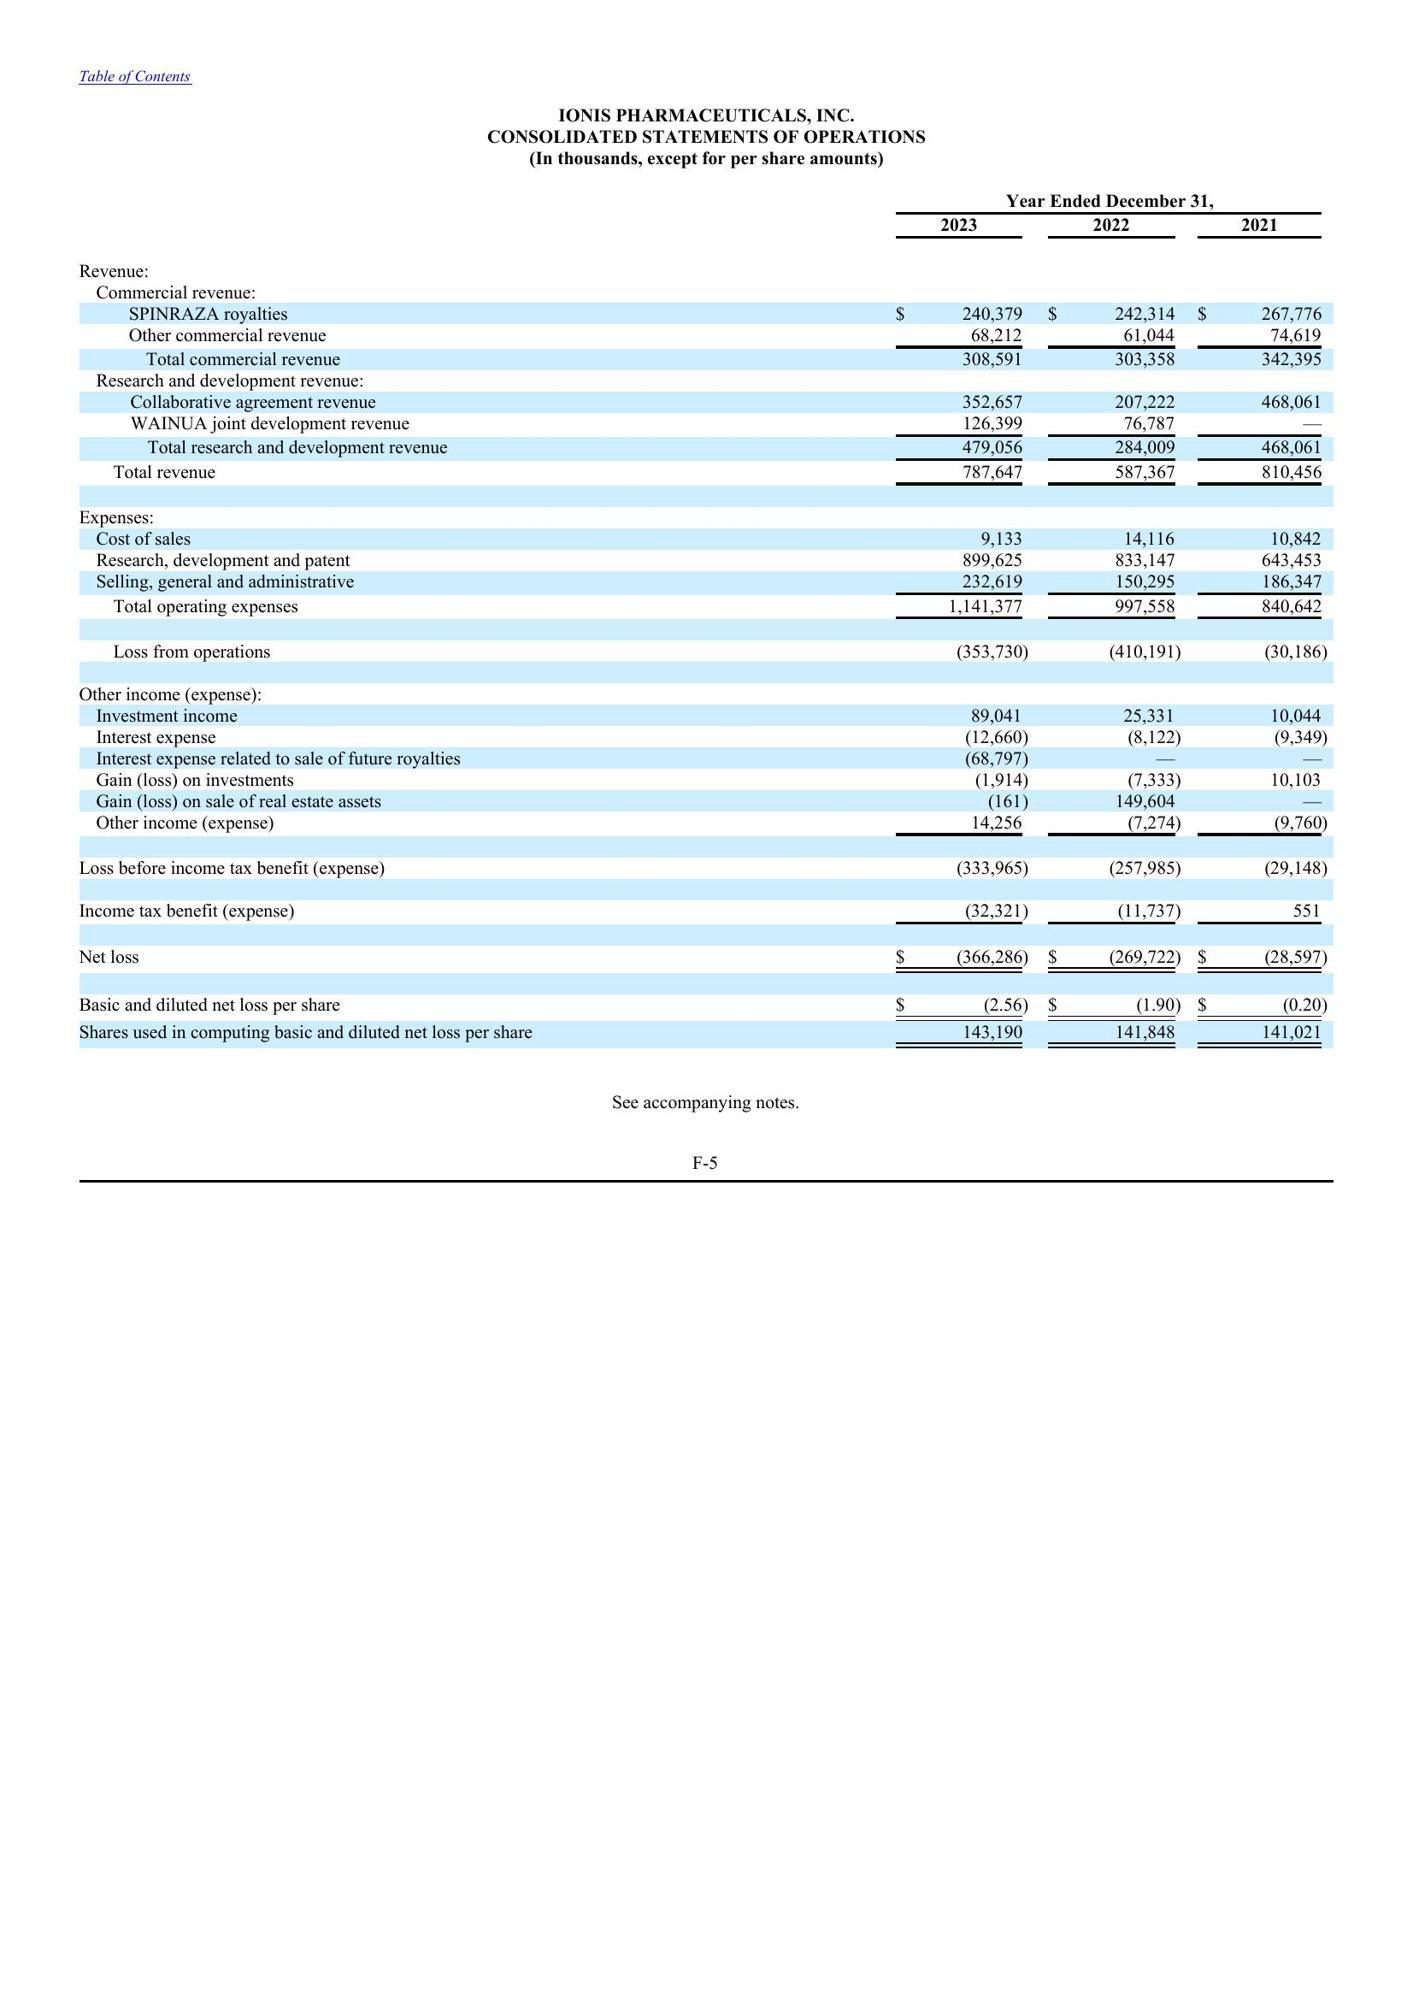 Table of Contents
IONIS PHARMACEUTICALS, INC.
CONSOLIDATED STATEMENTS OF OPERATIONS
(In thousands, except for per share amounts)
Year Ended December 31,
2023 2022 2021
Revenue:
Commercial revenue:
SPINRAZA royalties $ 240,379 $ 242,314 $ 267,776
Other commercial revenue 68,212 61,044 74,619
Total commercial revenue 308,591 303,358 342,395
Research and development revenue:
Collaborative agreement revenue 352,657 207,222 468,061
WAINUA joint development revenue 126,399 76,787 —
Total research and development revenue 479,056 284,009 468,061
Total revenue 787,647 587,367 810,456
Expenses:
Cost of sales 9,133 14,116 10,842
Research, development and patent 899,625 833,147 643,453
Selling, general and administrative 232,619 150,295 186,347
Total operating expenses 1,141,377 997,558 840,642
Loss from operations (353,730) (410,191) (30,186)
Other income (expense):
Investment income 89,041 25,331 10,044
Interest expense (12,660) (8,122) (9,349)
Interest expense related to sale of future royalties (68,797) — —
Gain (loss) on investments (1,914) (7,333) 10,103
Gain (loss) on sale of real estate assets (161) 149,604 —
Other income (expense) 14,256 (7,274) (9,760)
Loss before income tax benefit (expense) (333,965) (257,985) (29,148)
Income tax benefit (expense) (32,321) (11,737) 551
Net loss $ (366,286) $ (269,722) $ (28,597)
Basic and diluted net loss per share $ (2.56) $ (1.90) $ (0.20)
Shares used in computing basic and diluted net loss per share 143,190 141,848 141,021
See accompanying notes.
F-5